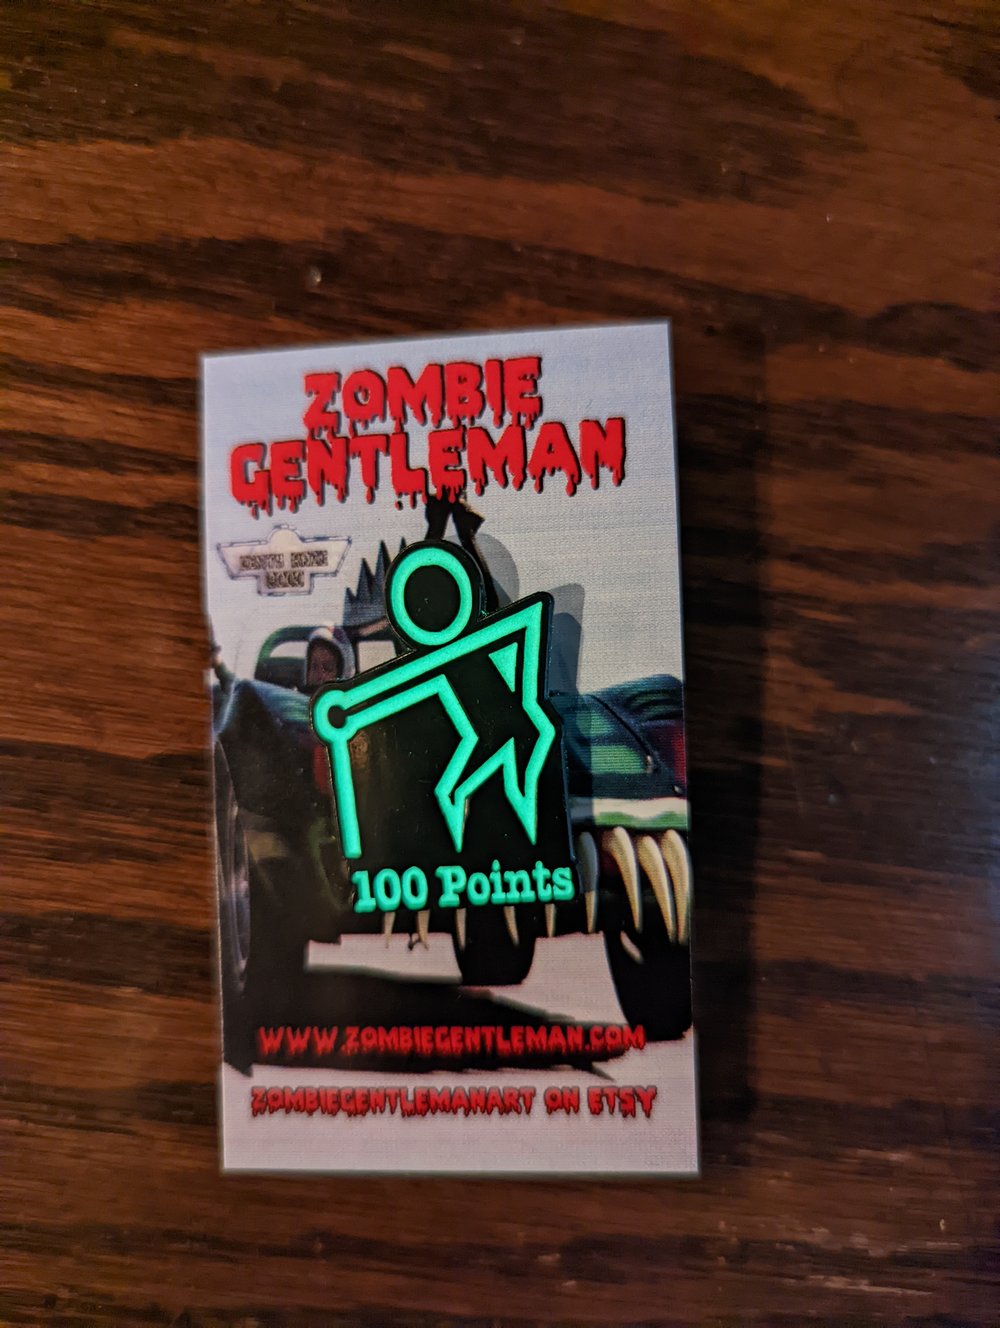 ZOMBIE
GENTLEMAN
100 Points
WWW.ZOMBIEGENTLEMAN.COM
ZOMBIEGENTLEMANART ON ETSY